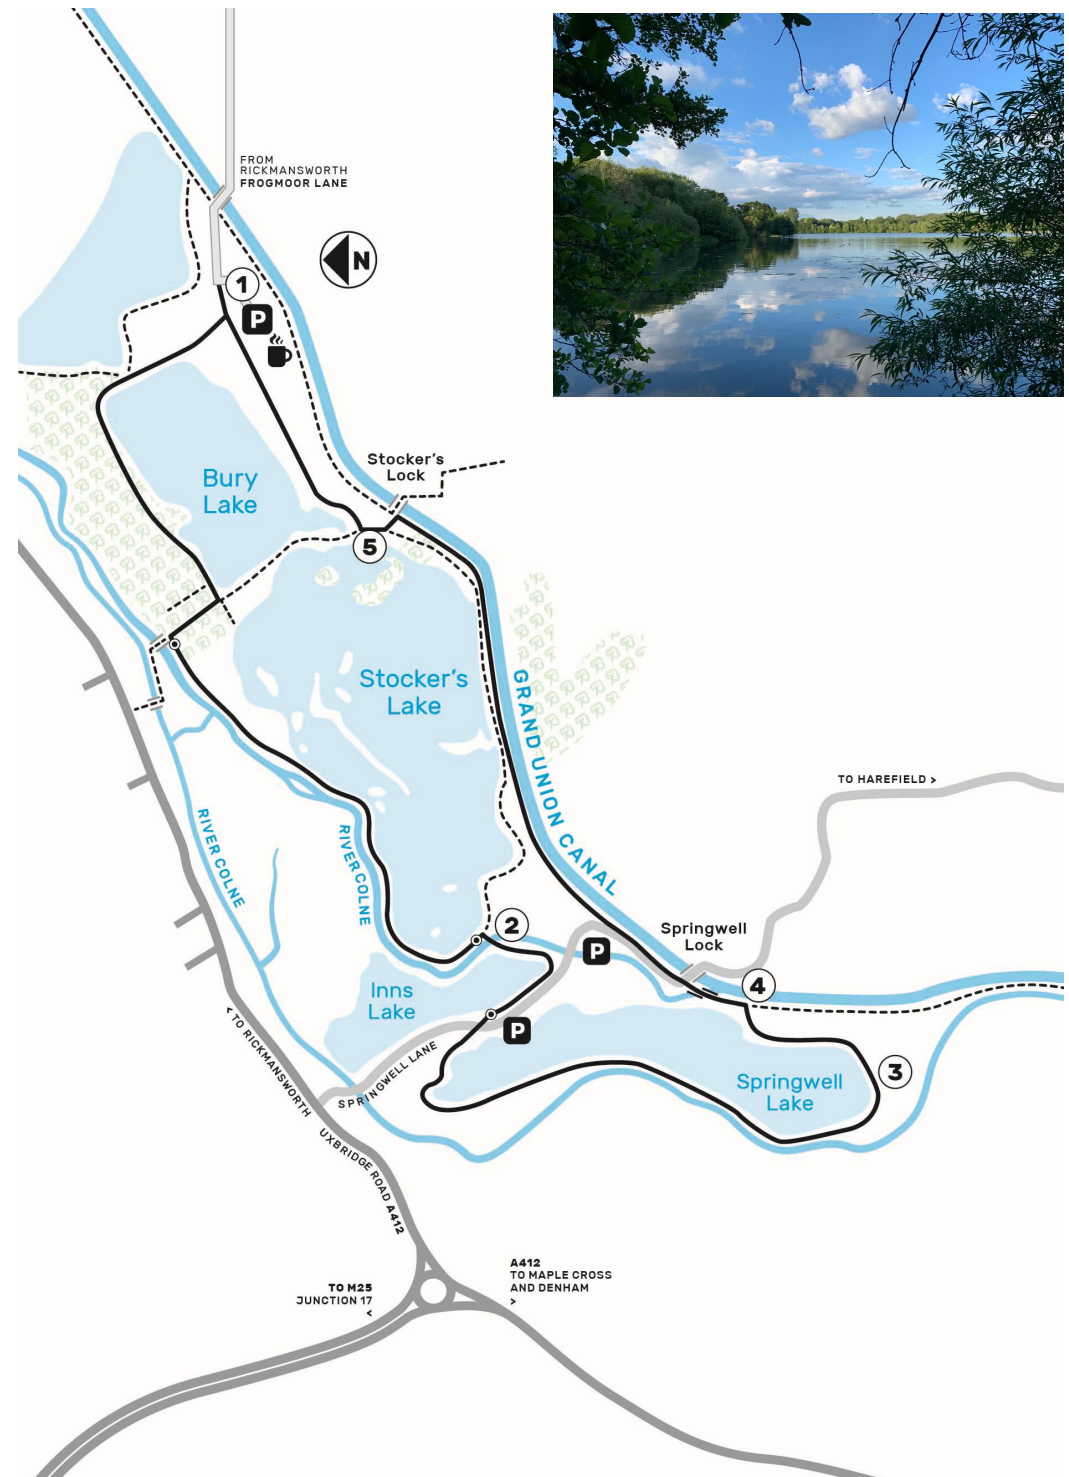 FROM
RICKMANSWORTH
FROGMOOR LANE
N
1
P
Stocker's
Lock
Bury
Lake
5
Stocker's
Lake
GRAND UNION CANAL
TO HAREFIELD >
RIVER COLNE
RIVER COLNE
2
Springwell
Lock
P
4
Inns
Lake
P
SPRINGWELL LANE
3
Springwell
Lake
< TO RICKMANSWORTH
UXBRIDGE ROAD A412
A412
TO MAPLE CROSS
AND DENHAM
>
TO M25
JUNCTION 17
<